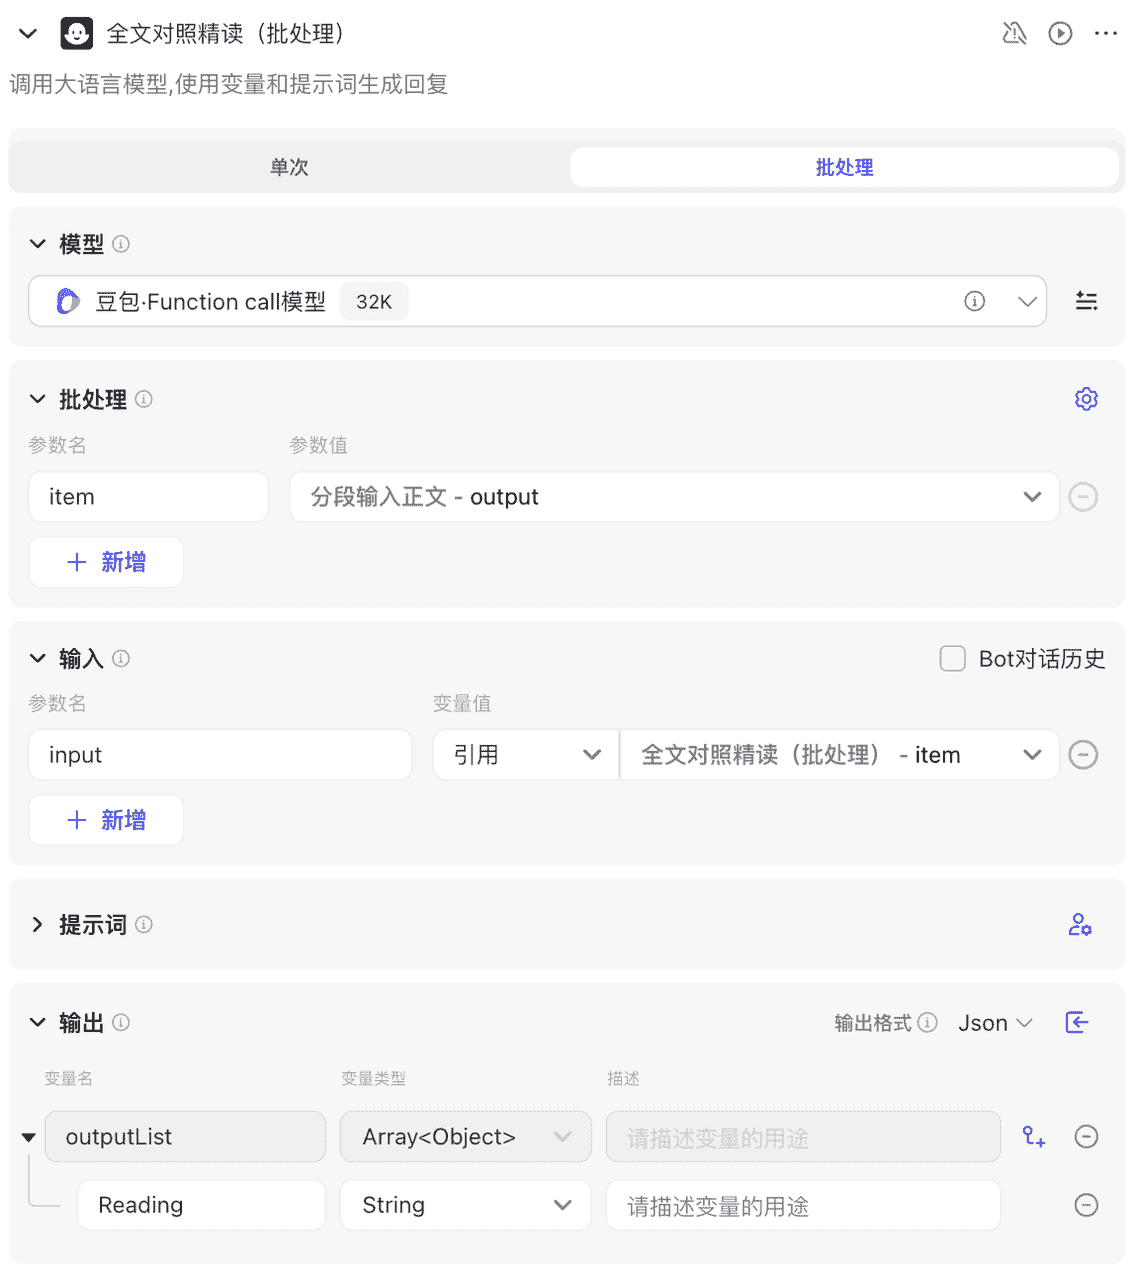 全文对照精读（批处理）
调用大语言模型,使用变量和提示词生成回复
单次 批处理
模型
豆包·Function call模型 32K
批处理
参数名 参数值
item 分段输入正文 - output
新增
输入 Bot对话历史
参数名 变量值
input 引用 全文对照精读（批处理） - item
新增
提示词
输出 输出格式 Json
变量名 变量类型 描述
outputList Array<Object> 请描述变量的用途
Reading String 请描述变量的用途